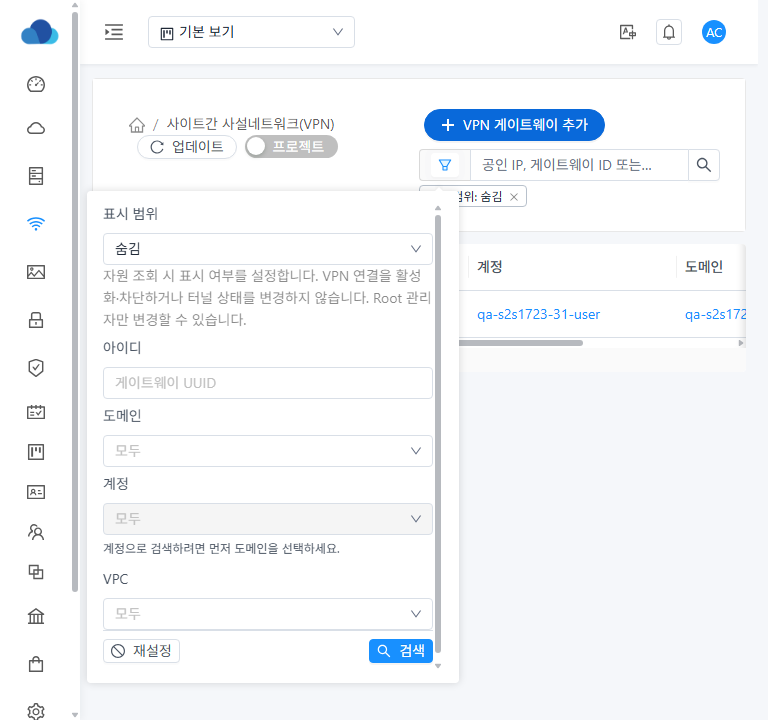 기본 보기
AC
/ 사이트간 사설네트워크(VPN)
업데이트
프로젝트
VPN 게이트웨이 추가
공인 IP, 게이트웨이 ID 또는...
범위: 숨김
표시 범위
숨김
자원 조회 시 표시 여부를 설정합니다. VPN 연결을 활성
화·차단하거나 터널 상태를 변경하지 않습니다. Root 관리
자만 변경할 수 있습니다.
아이디
게이트웨이 UUID
도메인
모두
계정
모두
계정으로 검색하려면 먼저 도메인을 선택하세요.
VPC
모두
재설정
검색
계정
도메인
qa-s2s1723-31-user
qa-s2s172